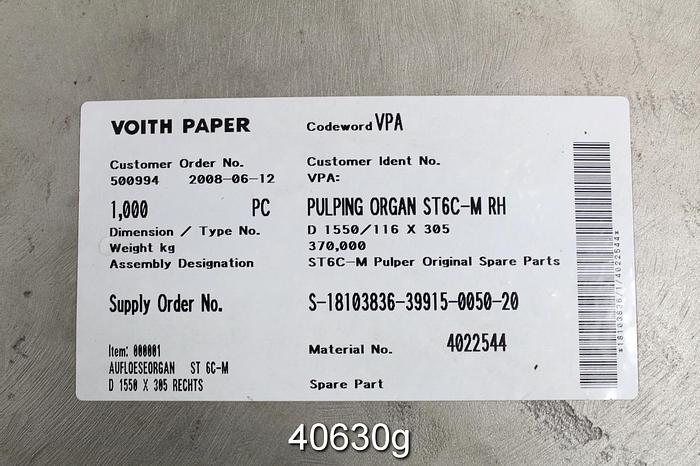 VOITH PAPER Codeword VPA
Customer Order No. Customer Ident No.
500994 2008-06-12 VPA:
1,000 PC PULPING ORGAN ST6C-M RH
Dimension / Type No. D 1550/116 X 305
Weight kg 370,000
Assembly Designation ST6C-M Pulper Original Spare Parts
Supply Order No. S-18103836-39915-0050-20
Item: 000001 Material No. 4022544
AUFLOESEORGAN ST 6C-M
D 1550 X 305 RECHTS Spare Part
*18103836/1/4022544*
40630g